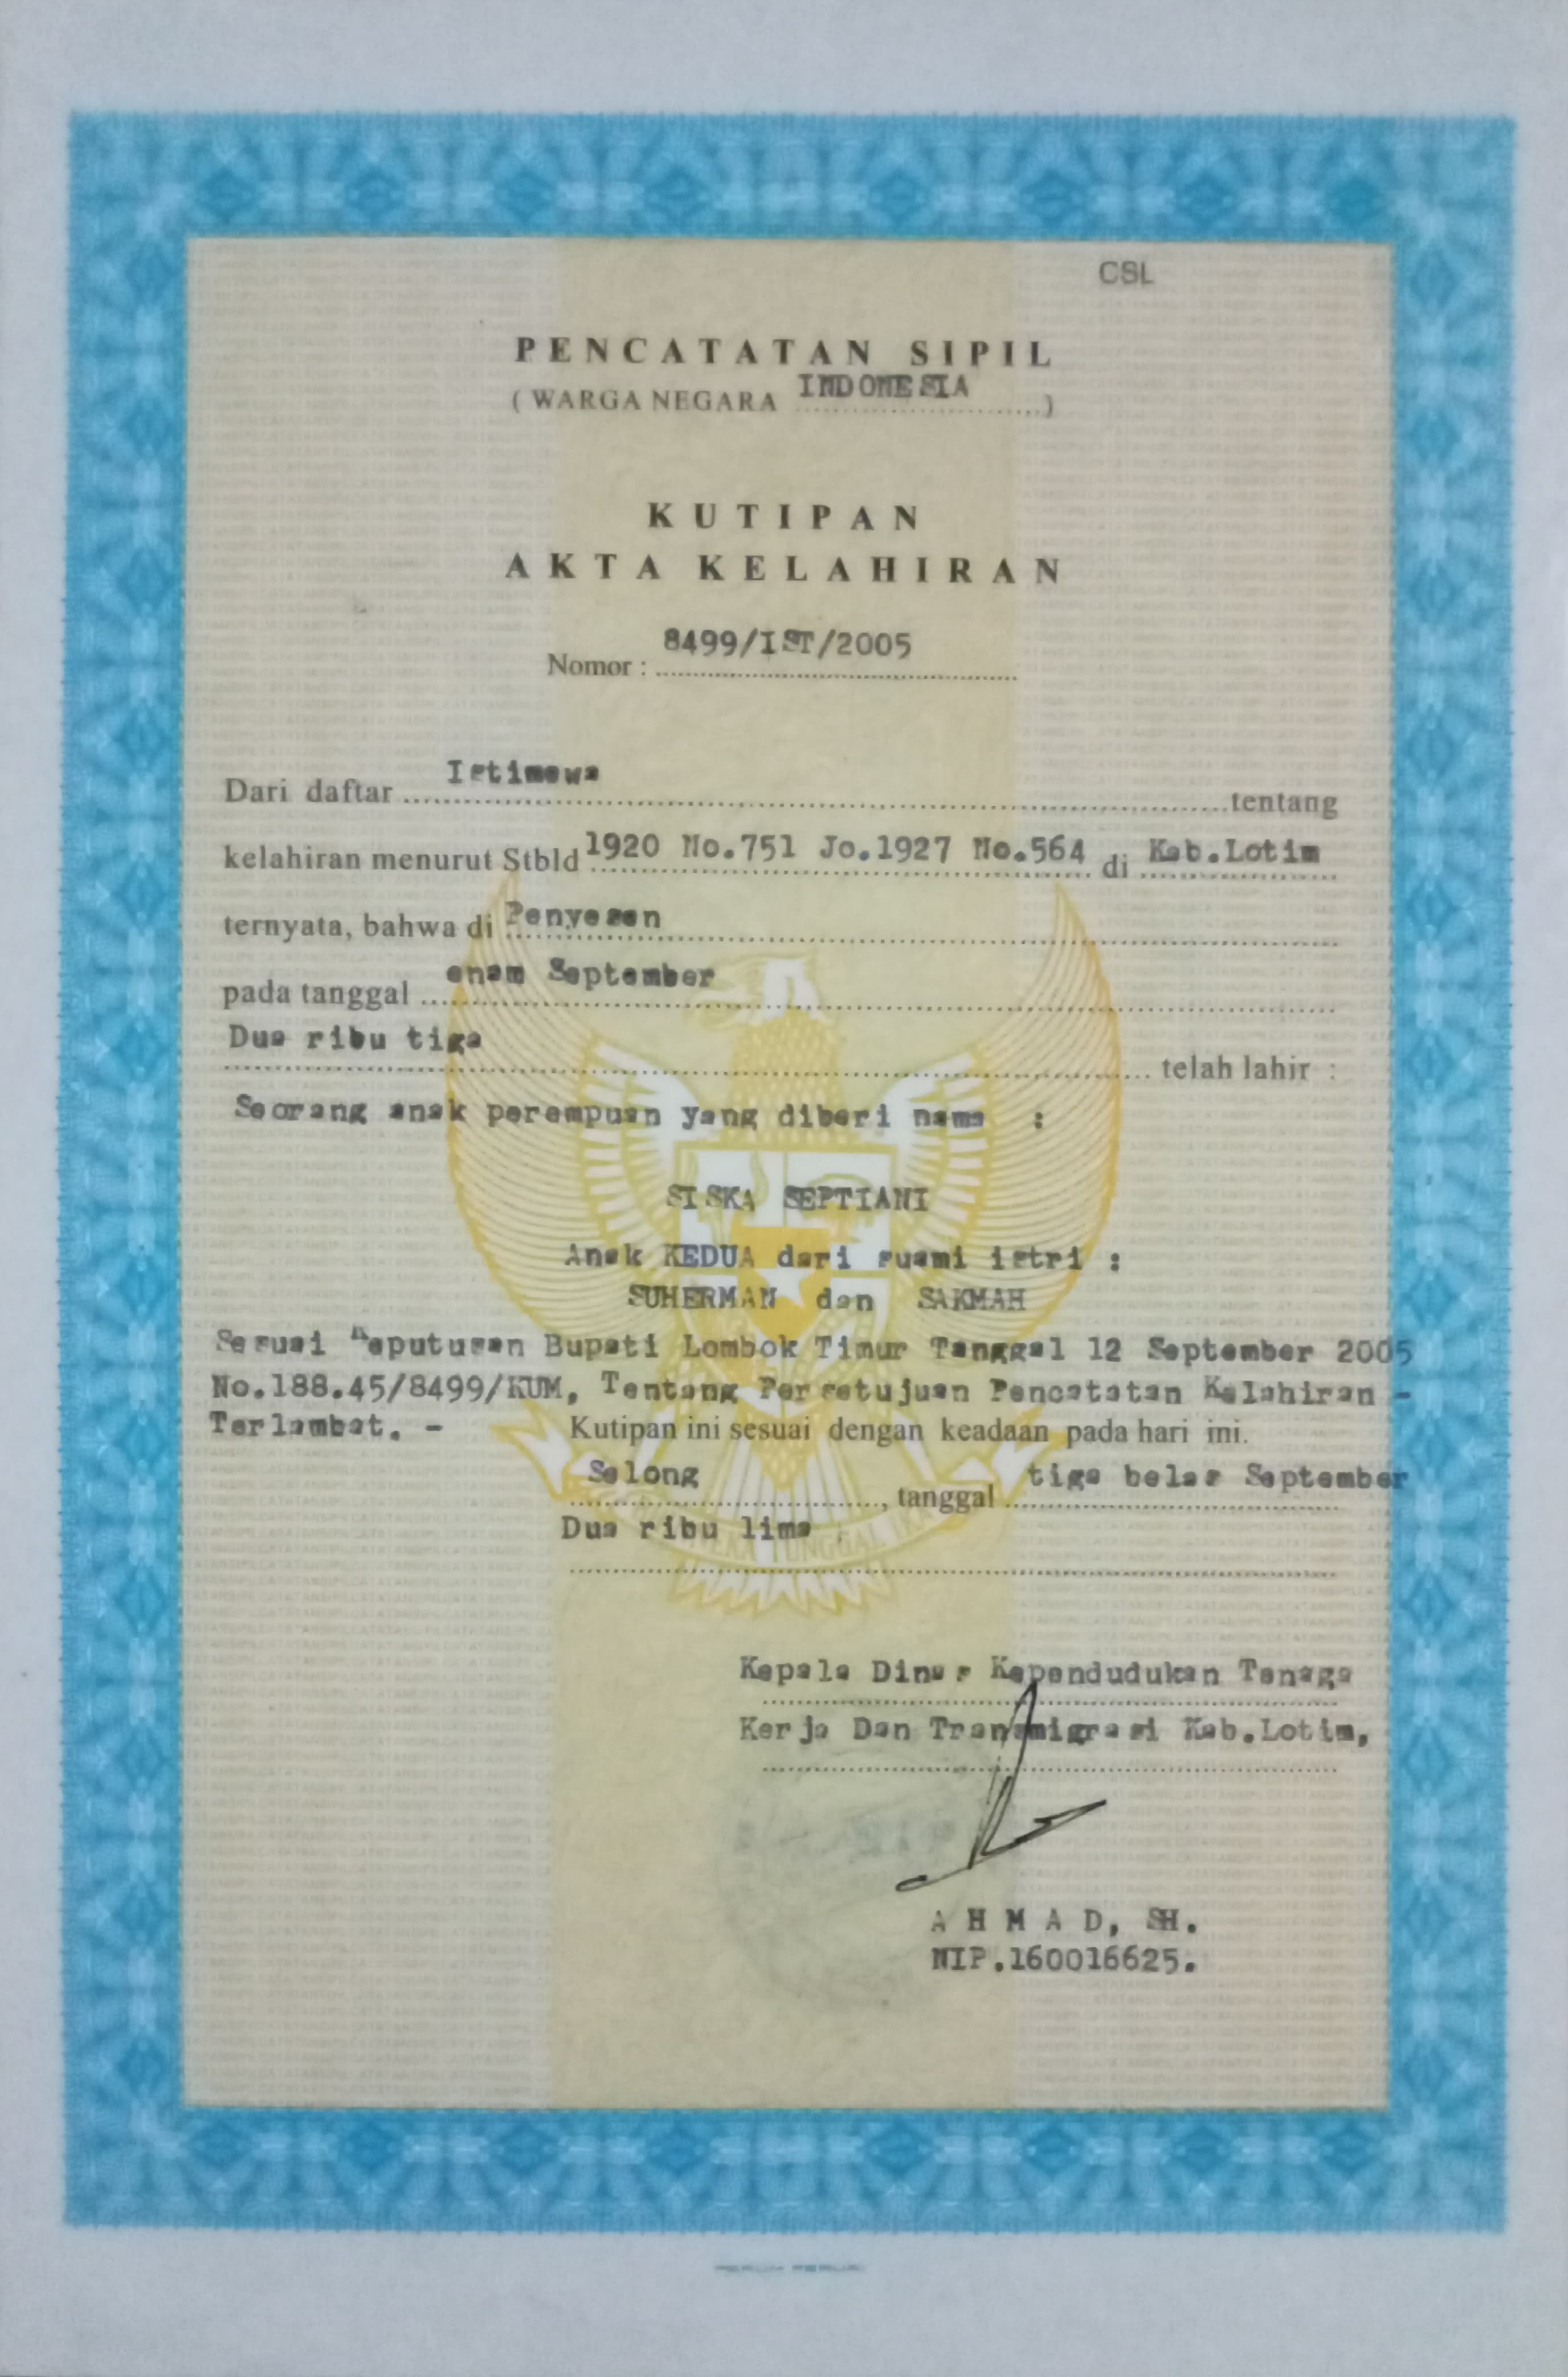 CSL
PENCATATAN SIPIL
( WARGA NEGARA INDONESIA )
KUTIPAN
AKTA KELAHIRAN
Nomor : 8499/IST/2005
Dari daftar Istimewa tentang
kelahiran menurut Stbld 1920 No.751 Jo.1927 No.564 di Kab.Lotim
ternyata, bahwa di Penyesen
pada tanggal enam September
Dua ribu tiga telah lahir :
Seorang anak perempuan yang diberi nama :
SISKA SEPTIANI
Anak KEDUA dari suami istri :
SUHERMAN dan SAKMAH
Sesuai Keputusan Bupati Lombok Timur Tanggal 12 September 2005
No.188.45/8499/KUM, Tentang Persetujuan Pencatatan Kelahiran -
Terlambat. - Kutipan ini sesuai dengan keadaan pada hari ini.
Selong, tanggal tiga belas September
Dua ribu lima
Kepala Dinas Kependudukan Tenaga
Kerja Dan Transmigrasi Kab.Lotim,
A H M A D, SH.
NIP.160016625.